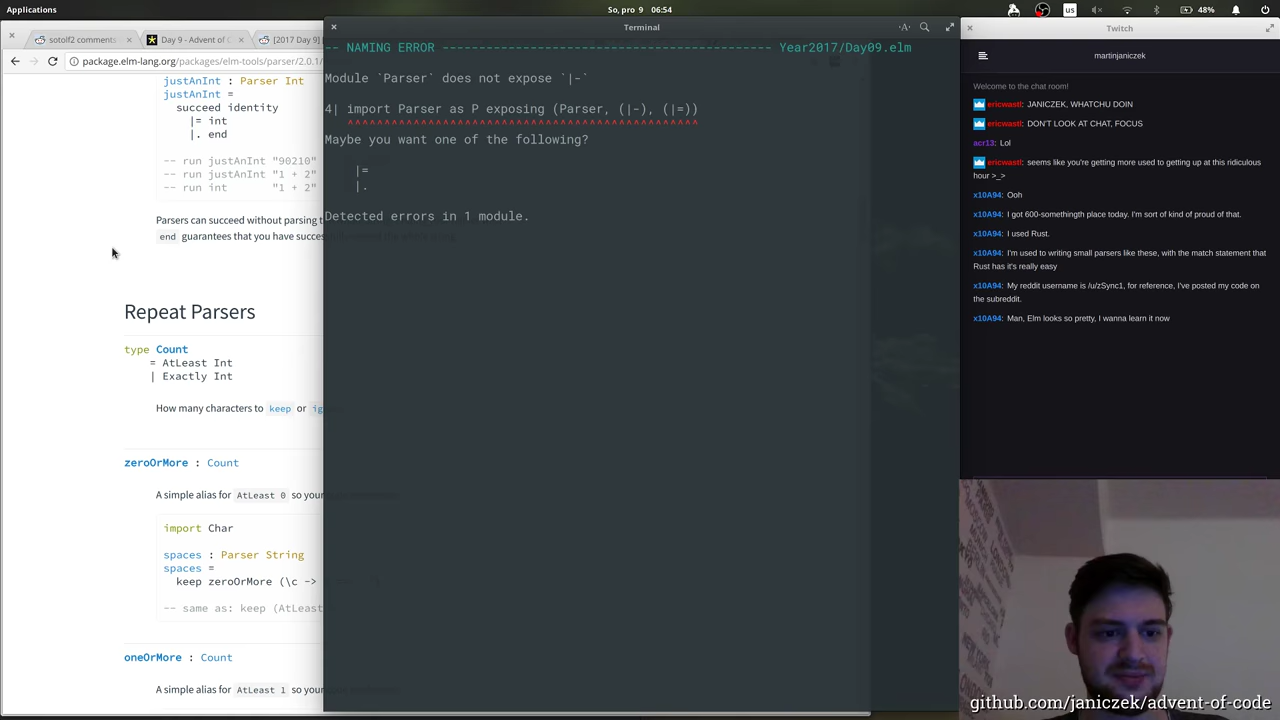 Applications
So, pro 9 06:54
us
48%
sotolf2 comments
Day 9 - Advent of C
[2017 Day 9]
package.elm-lang.org/packages/elm-tools/parser/2.0.1/
justAnInt : Parser Int
justAnInt =
succeed identity
|= int
|. end
-- run justAnInt "90210"
-- run justAnInt "1 + 2"
-- run int "1 + 2"
Parsers can succeed without parsing t
end guarantees that you have succes
Repeat Parsers
type Count
= AtLeast Int
| Exactly Int
How many characters to keep or ig
zeroOrMore : Count
A simple alias for AtLeast 0 so your
import Char
spaces : Parser String
spaces =
keep zeroOrMore (\c ->
-- same as: keep (AtLeast
oneOrMore : Count
A simple alias for AtLeast 1 so your
Terminal
-- NAMING ERROR ------------------------------------------ Year2017/Day09.elm
Module `Parser` does not expose `|-`
4| import Parser as P exposing (Parser, (|-), (|=))
^^^^^^^^^^^^^^^^^^^^^^^^^^^^^^^^^^^^^^^^^^^^^
Maybe you want one of the following?
|=
|.
Detected errors in 1 module.
Twitch
martinjaniczek
Welcome to the chat room!
ericwastl: JANICZEK, WHATCHU DOIN
ericwastl: DON'T LOOK AT CHAT, FOCUS
acr13: Lol
ericwastl: seems like you're getting more used to getting up at this ridiculous
hour >_>
x10A94: Ooh
x10A94: I got 600-somethingth place today. I'm sort of kind of proud of that.
x10A94: I used Rust.
x10A94: I'm used to writing small parsers like these, with the match statement that
Rust has it's really easy
x10A94: My reddit username is /u/zSync1, for reference, I've posted my code on
the subreddit.
x10A94: Man, Elm looks so pretty, I wanna learn it now
github.com/janiczek/advent-of-code